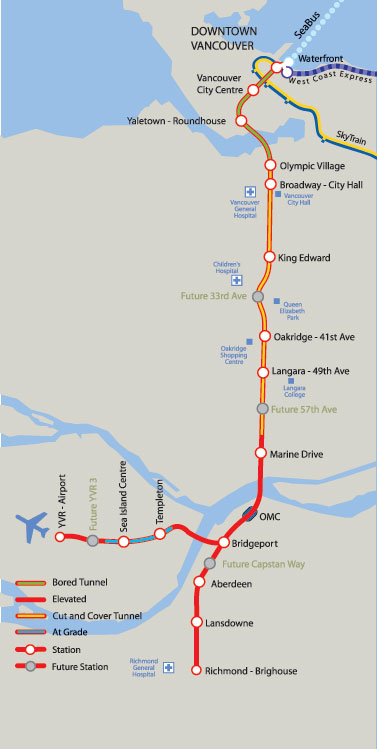 DOWNTOWN
VANCOUVER
SeaBus
Waterfront
West Coast Express
Vancouver
City Centre
Yaletown - Roundhouse
SkyTrain
Olympic Village
Broadway - City Hall
Vancouver
General
Hospital
Vancouver
City Hall
King Edward
Children's
Hospital
Future 33rd Ave
Queen
Elizabeth
Park
Oakridge - 41st Ave
Oakridge
Shopping
Centre
Langara - 49th Ave
Langara
College
Future 57th Ave
Marine Drive
OMC
YVR - Airport
Future YVR 3
Sea Island Centre
Templeton
Bridgeport
Future Capstan Way
Aberdeen
Lansdowne
Richmond - Brighouse
Richmond
General
Hospital
Bored Tunnel
Elevated
Cut and Cover Tunnel
At Grade
Station
Future Station